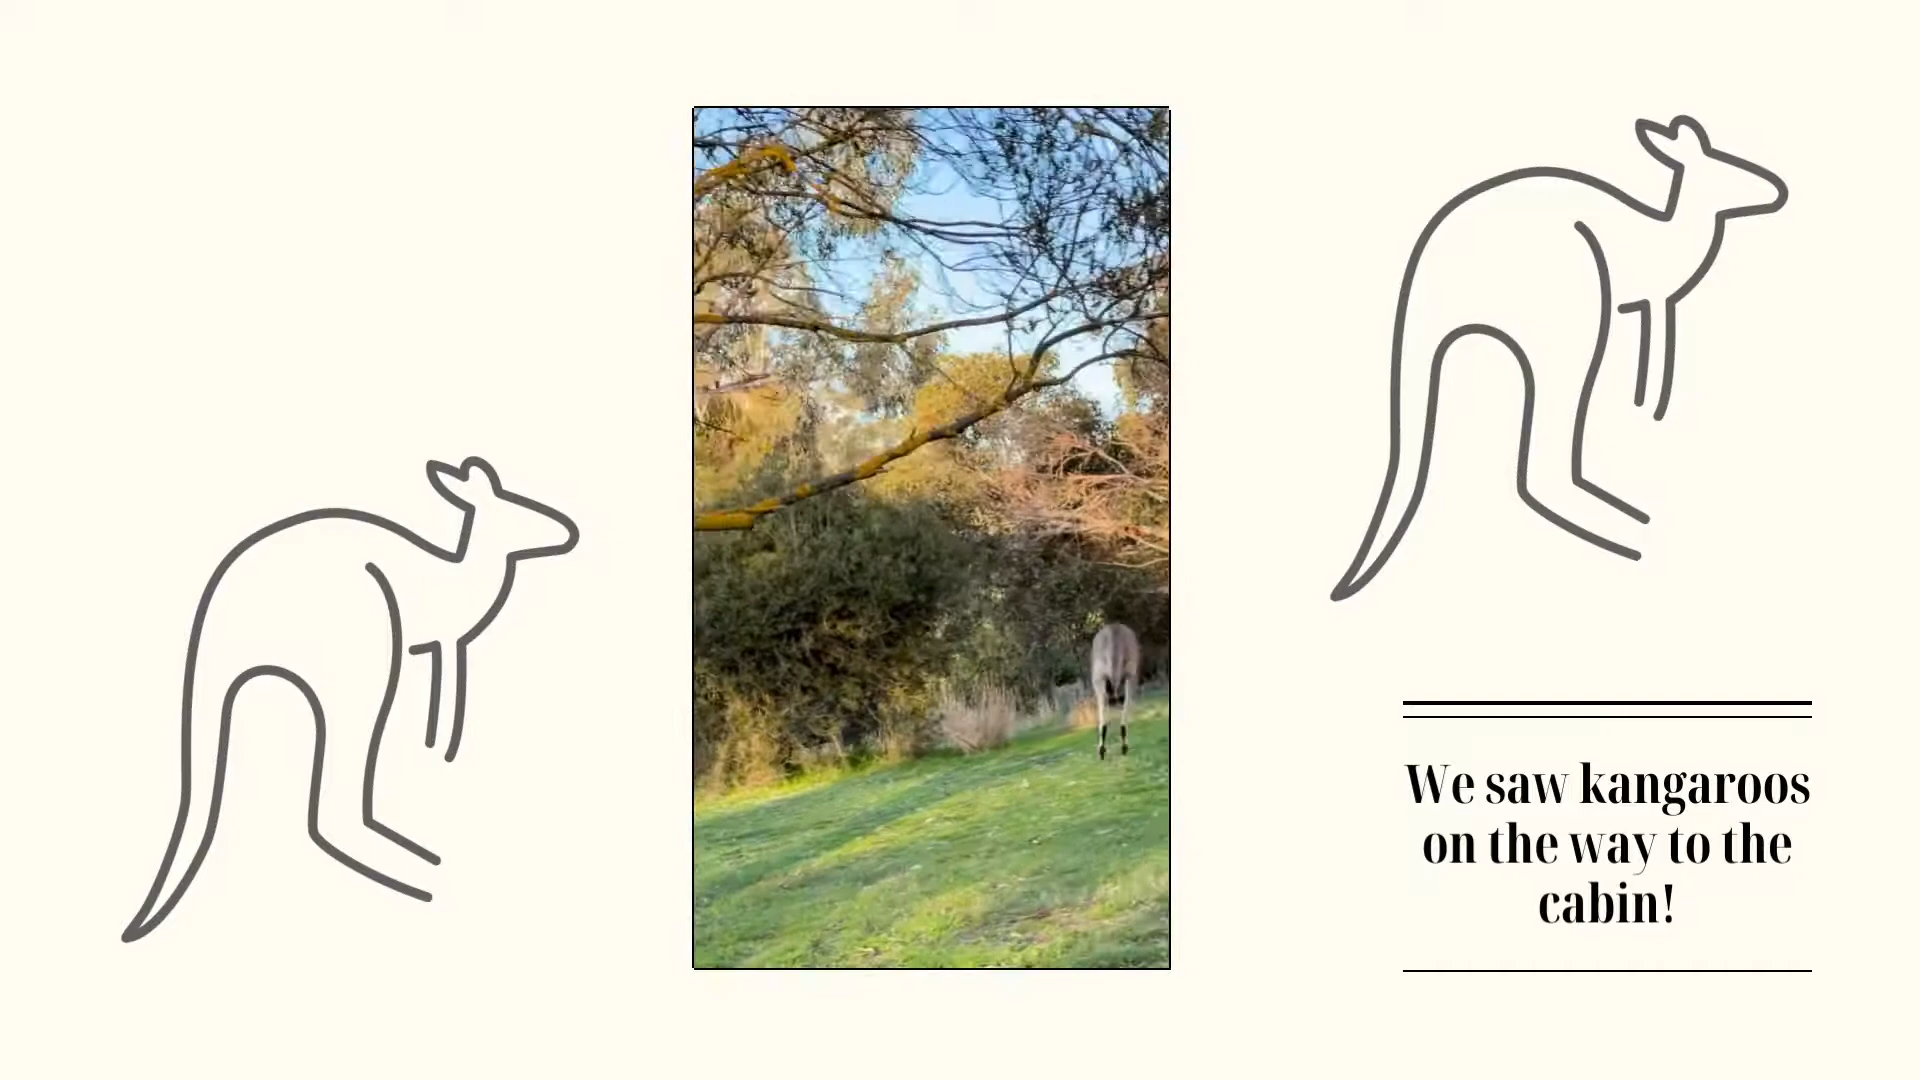 We saw kangaroos
on the way to the
cabin!